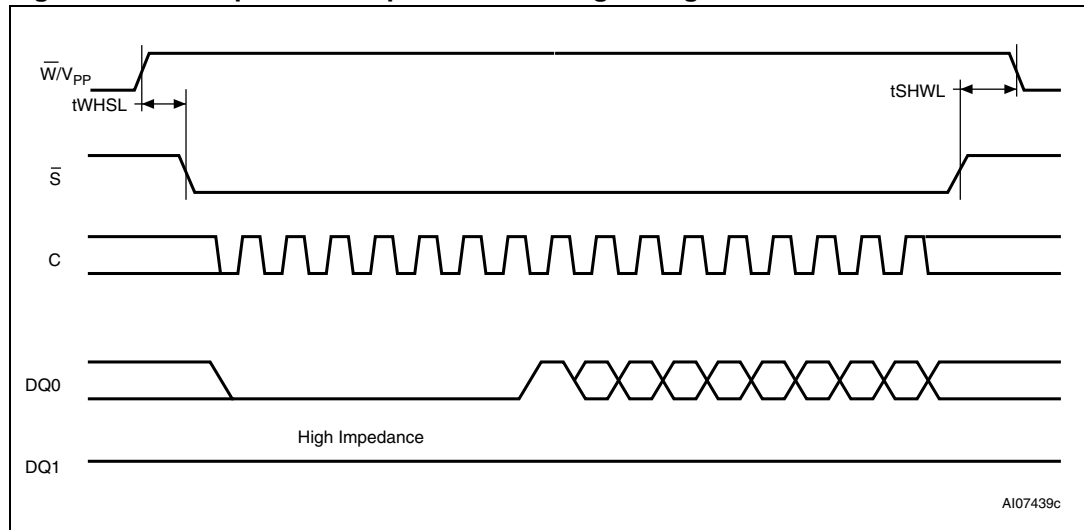 W̅/VPP
tWHSL
tSHWL
S̅
C
DQ0
High Impedance
DQ1
AI07439c